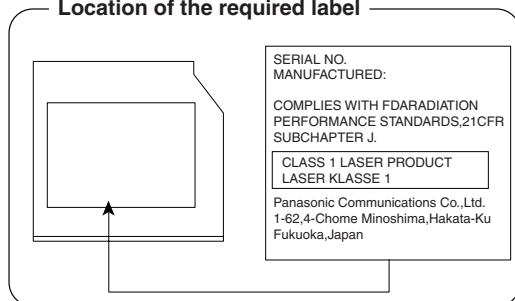 Location of the required label
SERIAL NO.
MANUFACTURED:
COMPLIES WITH FDARADIATION
PERFORMANCE STANDARDS,21CFR
SUBCHAPTER J.
CLASS 1 LASER PRODUCT
LASER KLASSE 1
Panasonic Communications Co.,Ltd.
1-62,4-Chome Minoshima,Hakata-Ku
Fukuoka,Japan